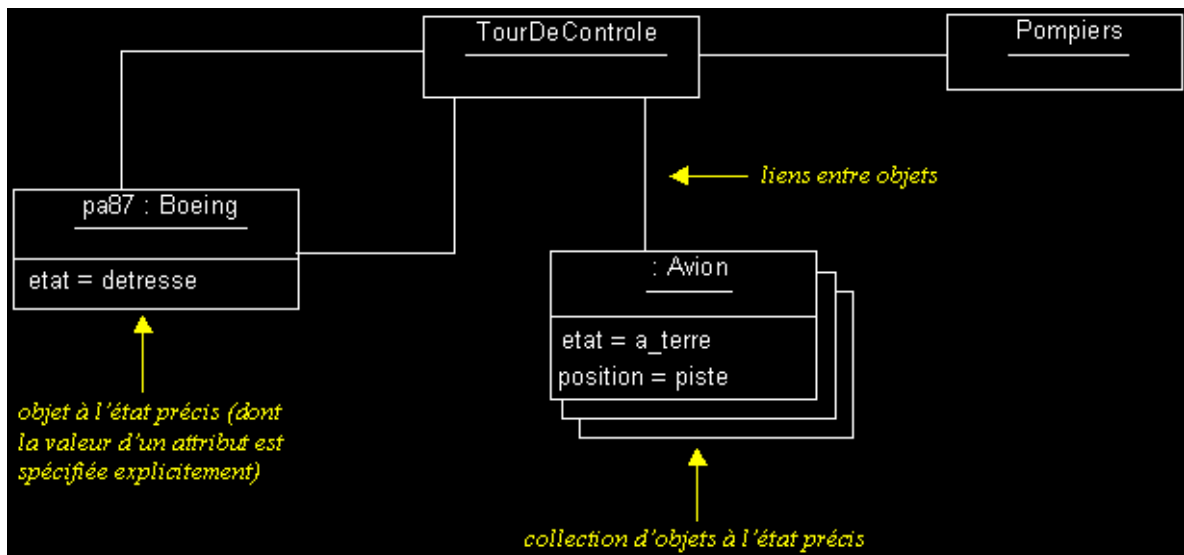 TourDeControle
Pompiers
liens entre objets
pa87 : Boeing
etat = detresse
: Avion
etat = a_terre
position = piste
objet à l'état précis (dont
la valeur d'un attribut est
spécifiée explicitement)
collection d'objets à l'état précis